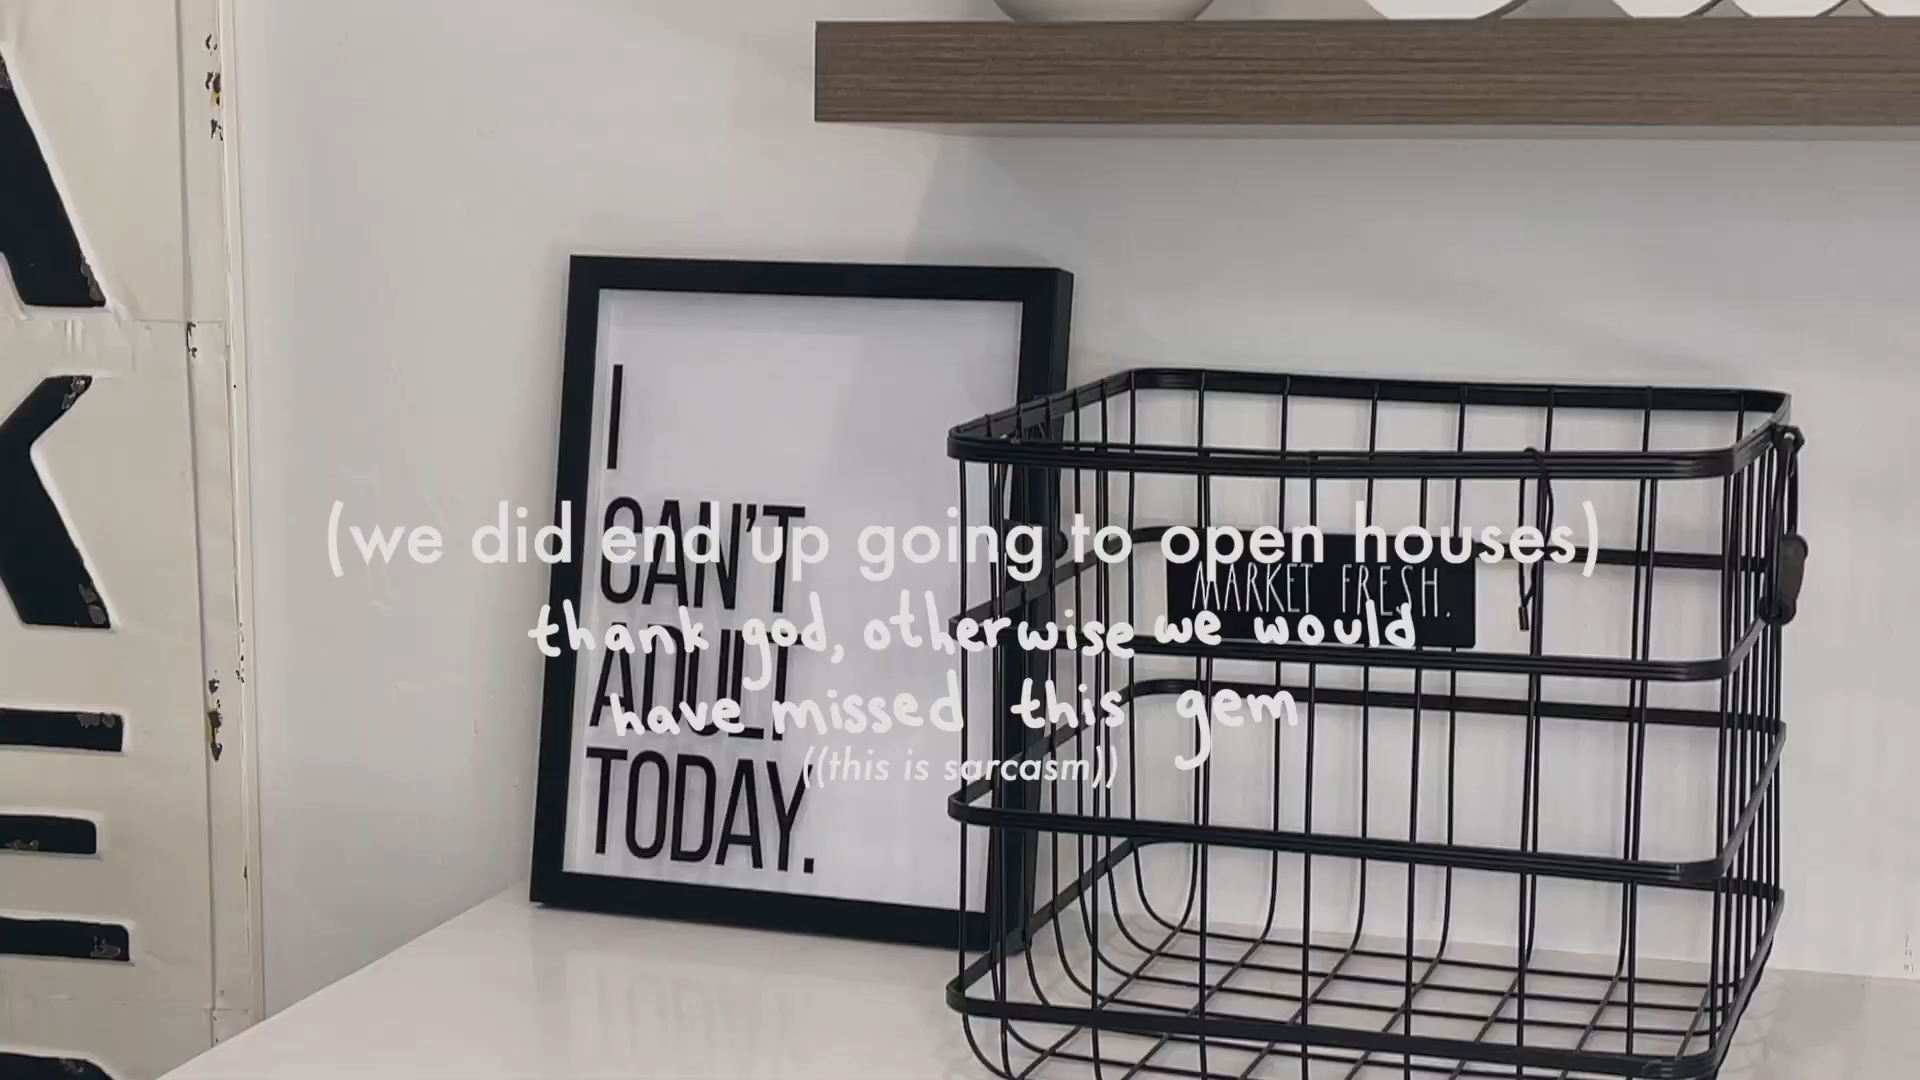 I
CAN'T
ADULT
TODAY.
MARKET FRESH.
(we did end up going to open houses)
thank god, otherwise we would
have missed this gem
((this is sarcasm))